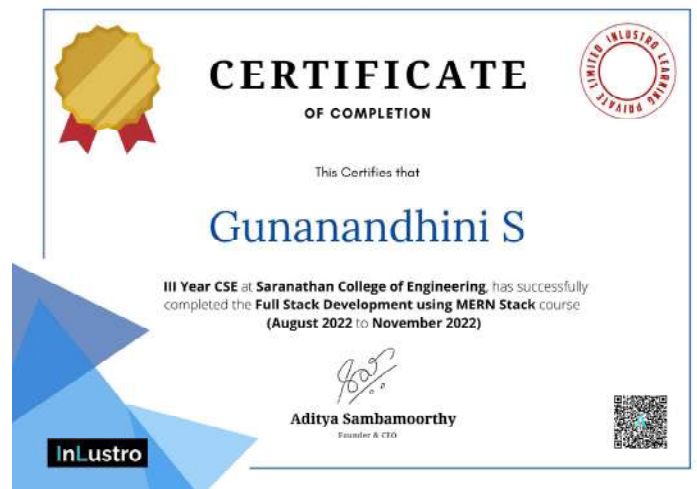 CERTIFICATE
OF COMPLETION
INLUSTRO LEARNING PRIVATE LIMITED
This Certifies that
Gunanandhini S
III Year CSE at Saranathan College of Engineering, has successfully
completed the Full Stack Development using MERN Stack course
(August 2022 to November 2022)
Aditya Sambamoorthy
Founder & CEO
InLustro